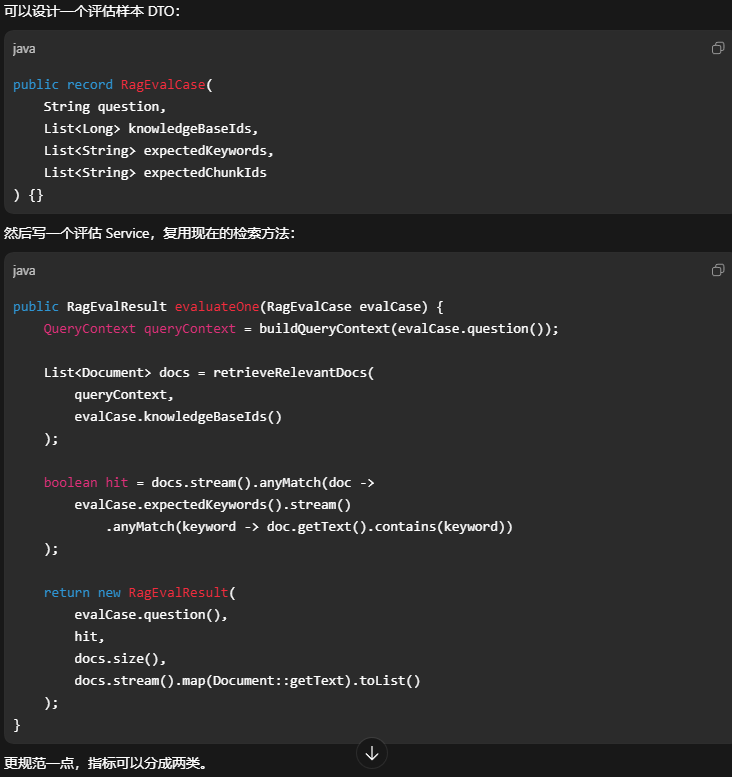 可以设计一个评估样本 DTO：
java
public record RagEvalCase(
    String question,
    List<Long> knowledgeBaseIds,
    List<String> expectedKeywords,
    List<String> expectedChunkIds
) {}
然后写一个评估 Service，复用现在的检索方法：
java
public RagEvalResult evaluateOne(RagEvalCase evalCase) {
    QueryContext queryContext = buildQueryContext(evalCase.question());
    List<Document> docs = retrieveRelevantDocs(
        queryContext,
        evalCase.knowledgeBaseIds()
    );
    boolean hit = docs.stream().anyMatch(doc ->
        evalCase.expectedKeywords().stream()
            .anyMatch(keyword -> doc.getText().contains(keyword))
    );
    return new RagEvalResult(
        evalCase.question(),
        hit,
        docs.size(),
        docs.stream().map(Document::getText).toList()
    );
}
更规范一点，指标可以分成两类。